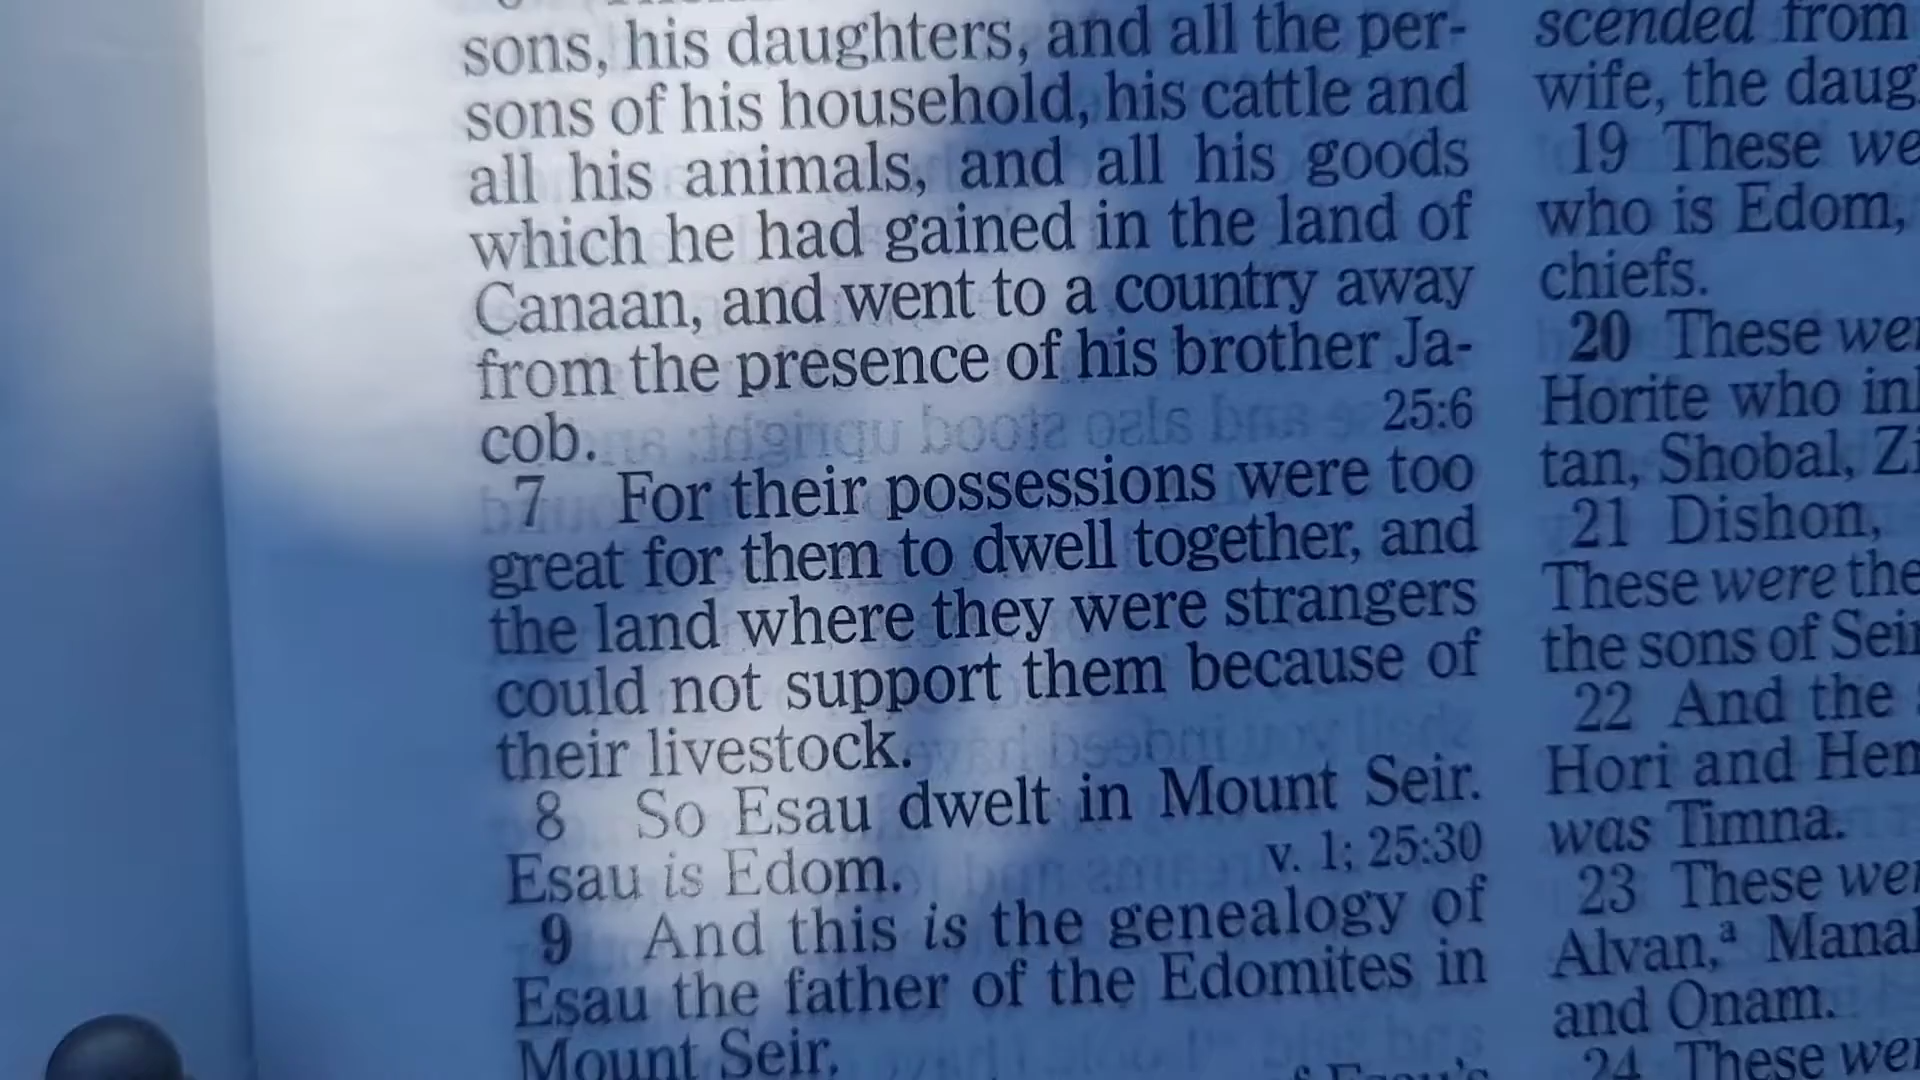 sons, his daughters, and all the per-
sons of his household, his cattle and
all his animals, and all his goods
which he had gained in the land of
Canaan, and went to a country away
from the presence of his brother Ja-
cob. 25:6
7 For their possessions were too
great for them to dwell together, and
the land where they were strangers
could not support them because of
their livestock.
8 So Esau dwelt in Mount Seir.
Esau is Edom. v. 1; 25:30
9 And this is the genealogy of
Esau the father of the Edomites in
Mount Seir.
scended from
wife, the daug
19 These we
who is Edom,
chiefs.
20 These wer
Horite who inh
tan, Shobal, Zi
21 Dishon,
These were the
the sons of Seir
22 And the
Hori and Hem
was Timna.
23 These wer
Alvan,ª Manah
and Onam.
24 These wer